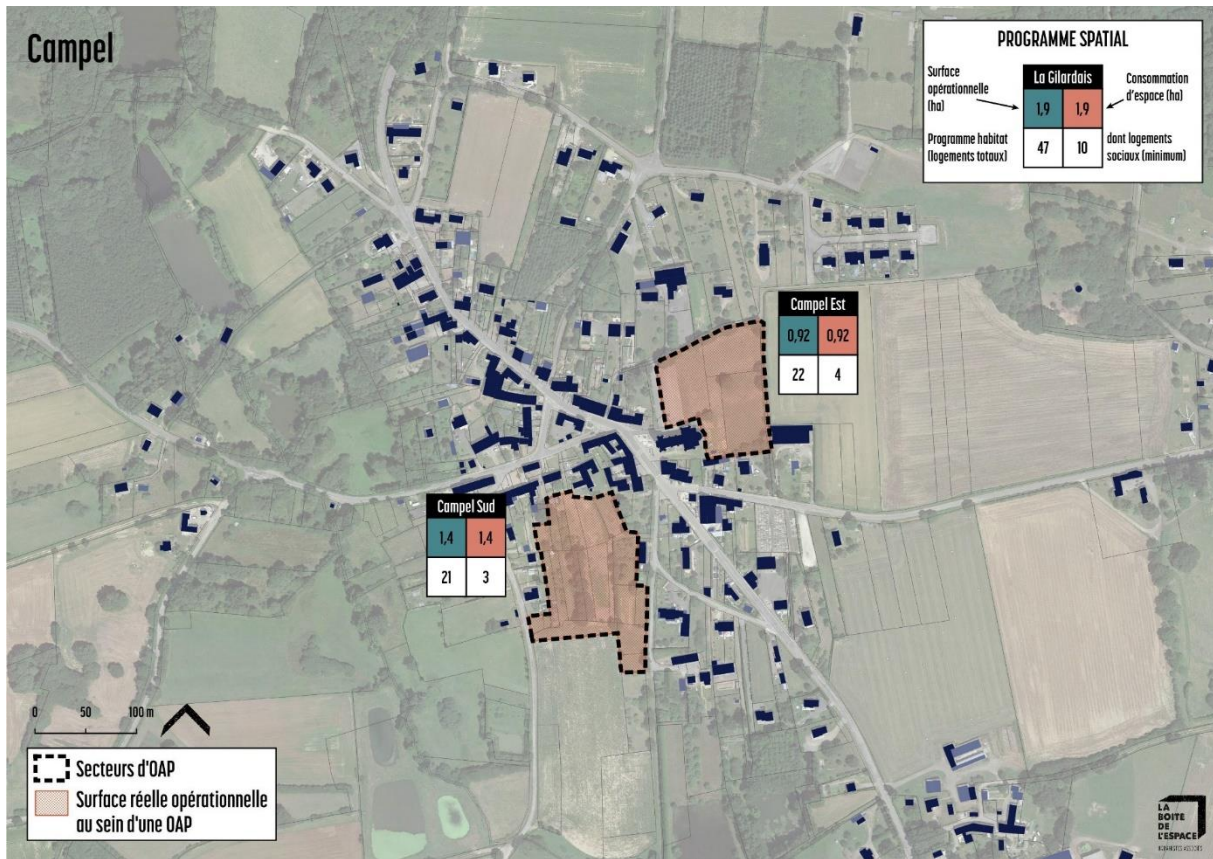 Campel
PROGRAMME SPATIAL
Surface
opérationnelle
(ha)
La Gilardais
1,9 1,9
47 10
Consommation
d'espace (ha)
Programme habitat
(logements totaux)
dont logements
sociaux (minimum)
Campel Est
0,92 0,92
22 4
Campel Sud
1,4 1,4
21 3
0 50 100 m
Secteurs d'OAP
Surface réelle opérationnelle
au sein d'une OAP
LA
BOITE
DE
L'ESPACE